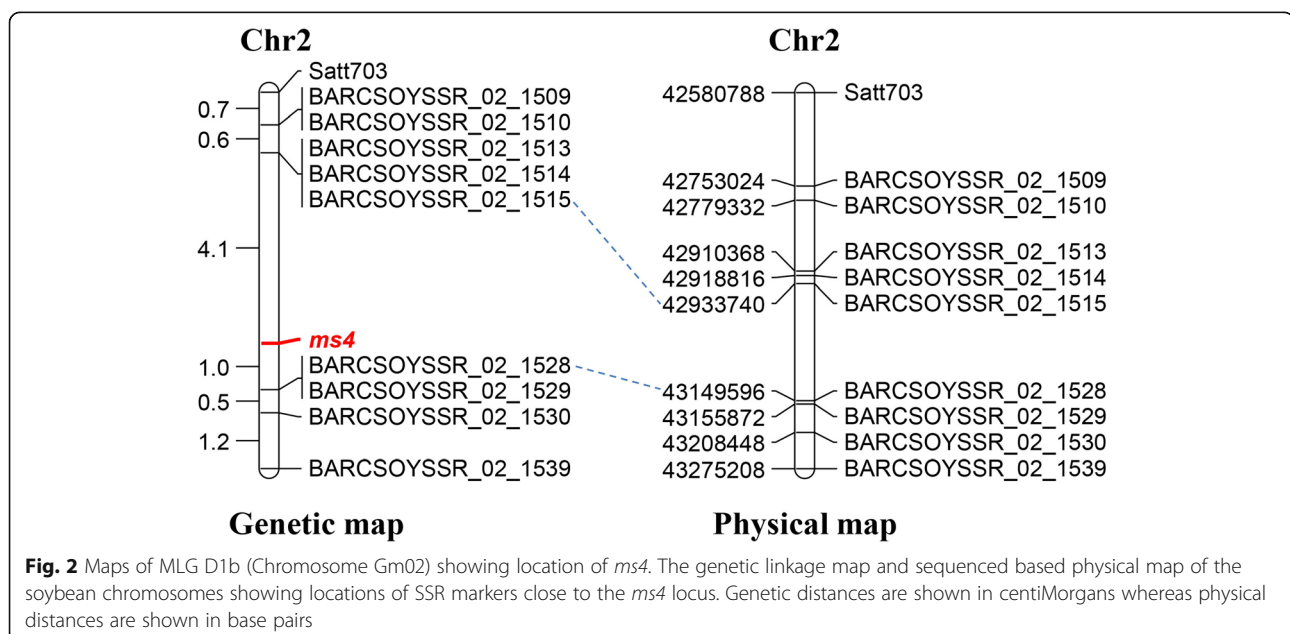 Chr2
Satt703
BARCSOYSSR_02_1509
0.7
BARCSOYSSR_02_1510
0.6
BARCSOYSSR_02_1513
BARCSOYSSR_02_1514
BARCSOYSSR_02_1515
4.1
ms4
1.0
BARCSOYSSR_02_1528
BARCSOYSSR_02_1529
0.5
BARCSOYSSR_02_1530
1.2
BARCSOYSSR_02_1539
Genetic map
Chr2
42580788 Satt703
42753024 BARCSOYSSR_02_1509
42779332 BARCSOYSSR_02_1510
42910368 BARCSOYSSR_02_1513
42918816 BARCSOYSSR_02_1514
42933740 BARCSOYSSR_02_1515
43149596 BARCSOYSSR_02_1528
43155872 BARCSOYSSR_02_1529
43208448 BARCSOYSSR_02_1530
43275208 BARCSOYSSR_02_1539
Physical map
Fig. 2 Maps of MLG D1b (Chromosome Gm02) showing location of ms4. The genetic linkage map and sequenced based physical map of the
soybean chromosomes showing locations of SSR markers close to the ms4 locus. Genetic distances are shown in centiMorgans whereas physical
distances are shown in base pairs